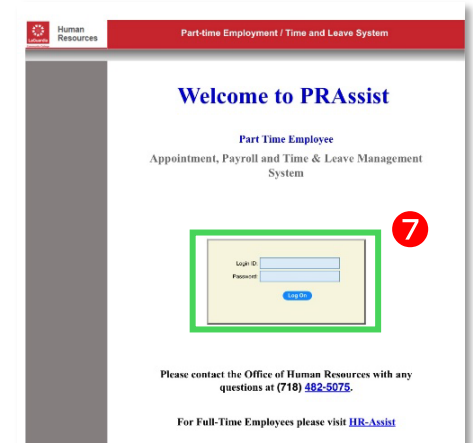 Human
Resources
LaGuardia
Part-time Employment / Time and Leave System
Welcome to PRAssist
Part Time Employee
Appointment, Payroll and Time & Leave Management
System
7
Login ID:
Password:
Log On
Please contact the Office of Human Resources with any
questions at (718) 482-5075.
For Full-Time Employees please visit HR-Assist